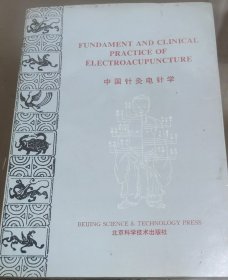 FUNDAMENT AND CLINICAL
PRACTICE OF
ELECTROACUPUNCTURE
中国针灸电针学
BEIJING SCIENCE & TECHNOLOGY PRESS
北京科学技术出版社